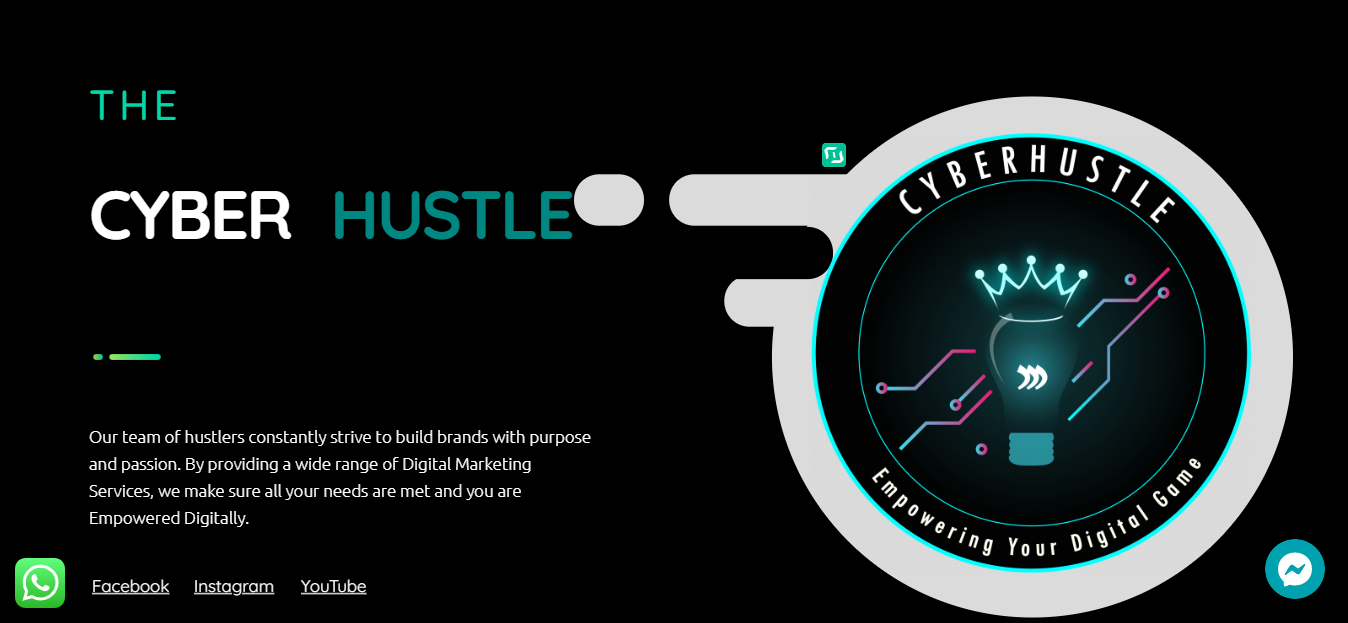 THE
CYBER HUSTLE
Our team of hustlers constantly strive to build brands with purpose
and passion. By providing a wide range of Digital Marketing
Services, we make sure all your needs are met and you are
Empowered Digitally.
Facebook Instagram YouTube
CYBERHUSTLE
Empowering Your Digital Game